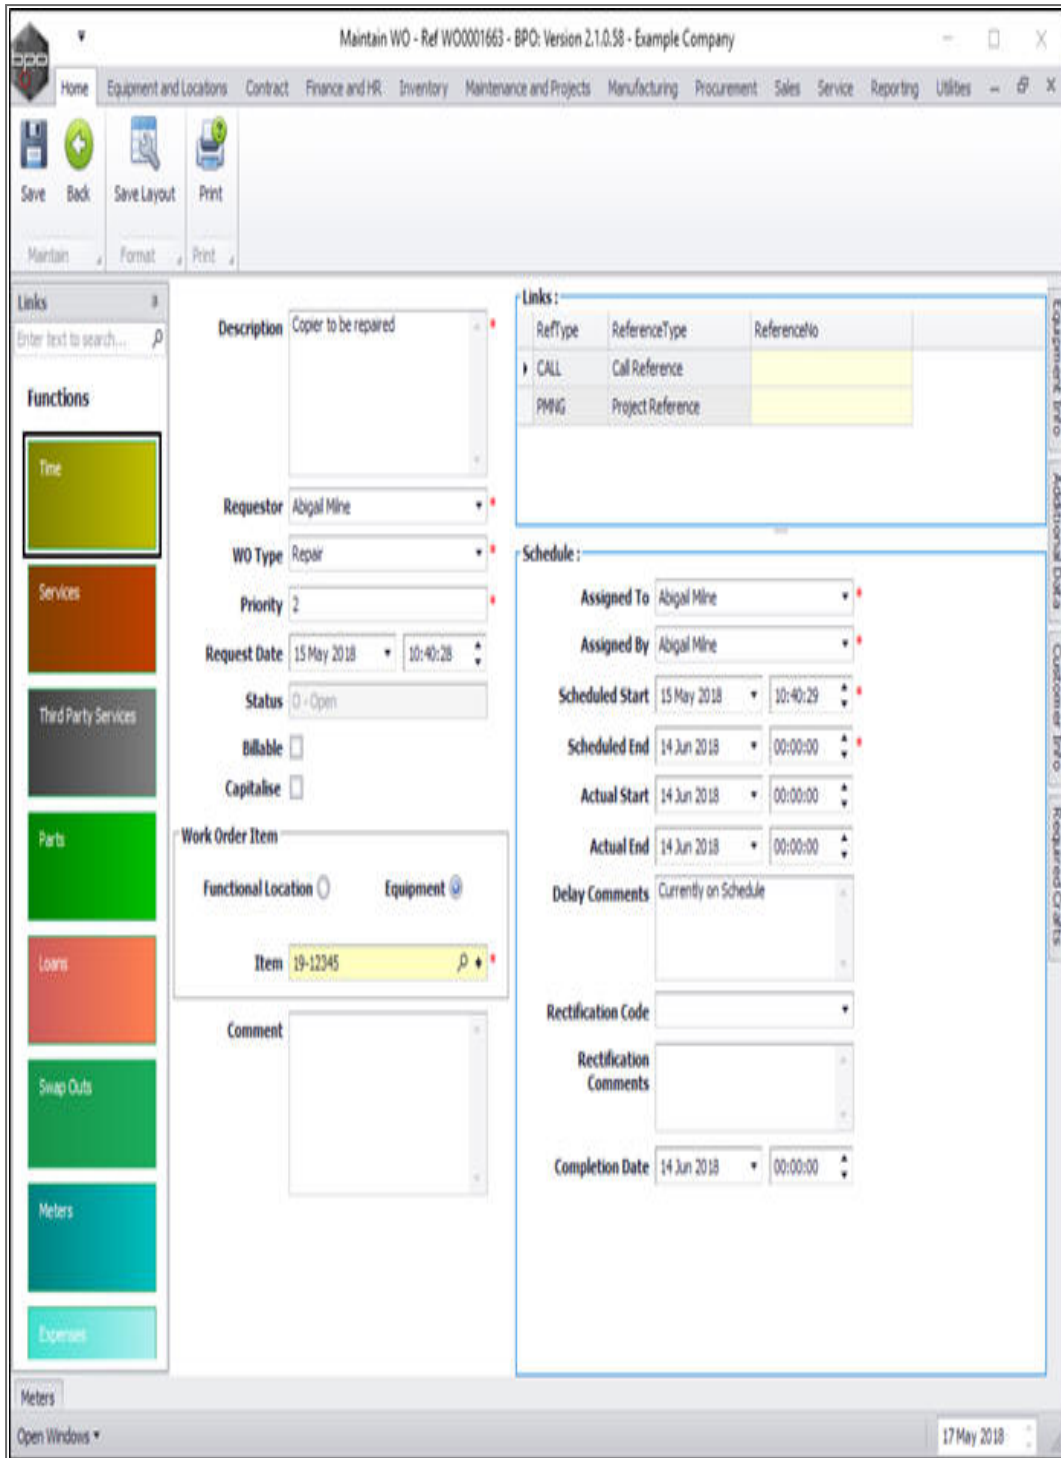 Maintain WO - Ref WO0001663 - BPO: Version 2.1.0.58 - Example Company
bpo
Home Equipment and Locations Contract Finance and HR Inventory Maintenance and Projects Manufacturing Procurement Sales Service Reporting Utilities
Save Back Save Layout Print
Maintain Format Print
Links
Enter text to search...
Functions
Time
Services
Third Party Services
Parts
Loans
Swap Outs
Meters
Expenses
Description Copier to be repaired
Requestor Abigail Milne
WO Type Repair
Priority 2
Request Date 15 May 2018 10:40:28
Status O - Open
Billable
Capitalise
Work Order Item
Functional Location Equipment
Item 19-12345
Comment
Links :
RefType ReferenceType ReferenceNo
CALL Call Reference
PMNG Project Reference
Schedule :
Assigned To Abigail Milne
Assigned By Abigail Milne
Scheduled Start 15 May 2018 10:40:29
Scheduled End 14 Jun 2018 00:00:00
Actual Start 14 Jun 2018 00:00:00
Actual End 14 Jun 2018 00:00:00
Delay Comments Currently on Schedule
Rectification Code
Rectification
Comments
Completion Date 14 Jun 2018 00:00:00
Equipment Info
Additional Data
Customer Info
Required Crafts
Meters
Open Windows
17 May 2018